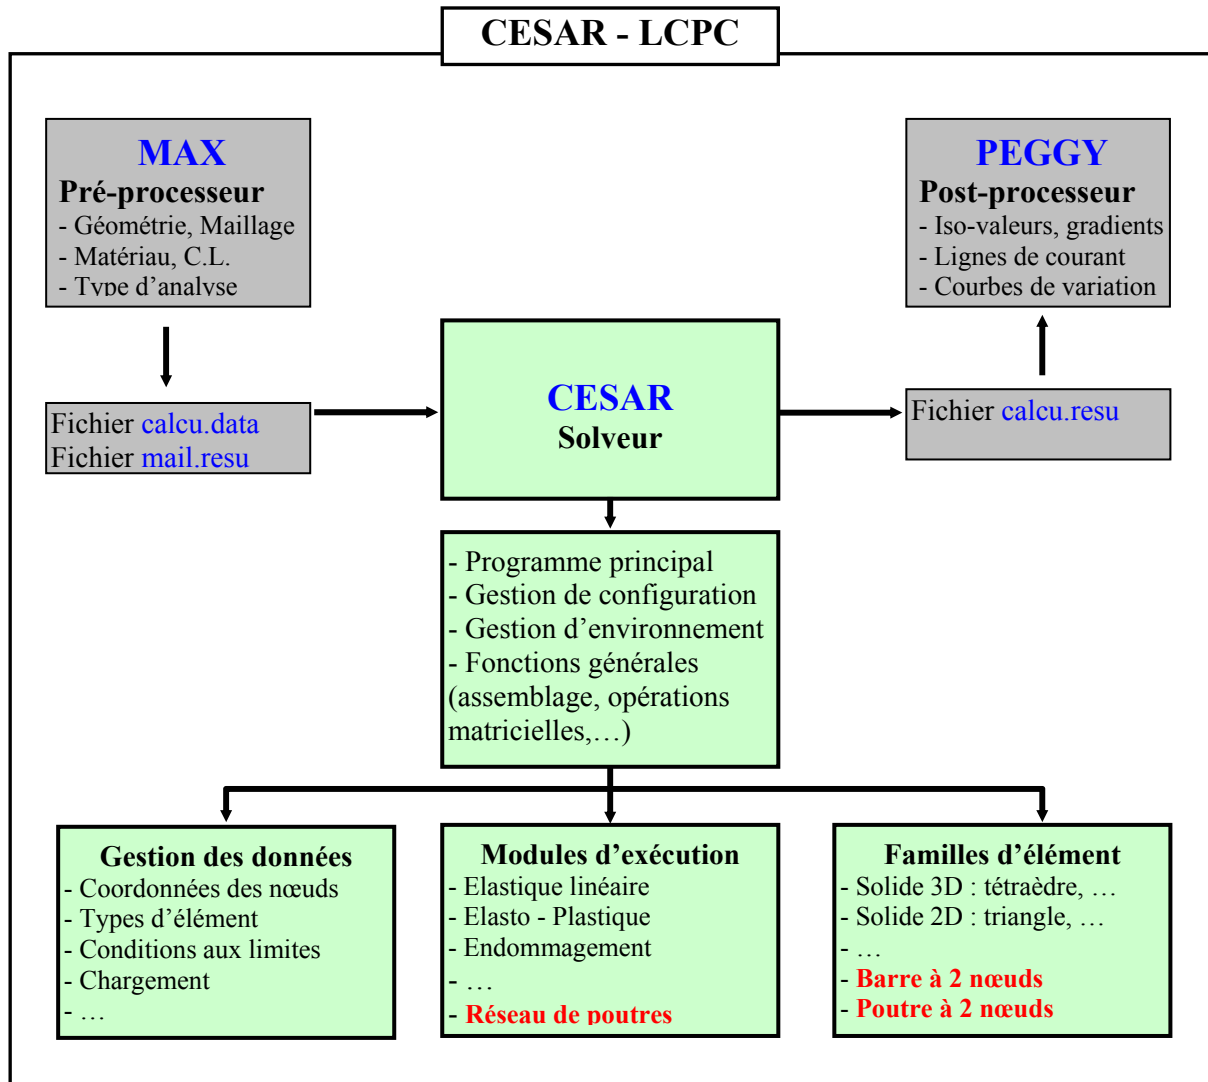 CESAR - LCPC
MAX
Pré-processeur
- Géométrie, Maillage
- Matériau, C.L.
- Type d'analyse
PEGGY
Post-processeur
- Iso-valeurs, gradients
- Lignes de courant
- Courbes de variation
Fichier calcu.data
Fichier mail.resu
CESAR
Solveur
Fichier calcu.resu
- Programme principal
- Gestion de configuration
- Gestion d'environnement
- Fonctions générales
(assemblage, opérations
matricielles,…)
Gestion des données
- Coordonnées des nœuds
- Types d'élément
- Conditions aux limites
- Chargement
- …
Modules d'exécution
- Elastique linéaire
- Elasto - Plastique
- Endommagement
- …
- Réseau de poutres
Familles d'élément
- Solide 3D : tétraèdre, …
- Solide 2D : triangle, …
- …
- Barre à 2 nœuds
- Poutre à 2 nœuds